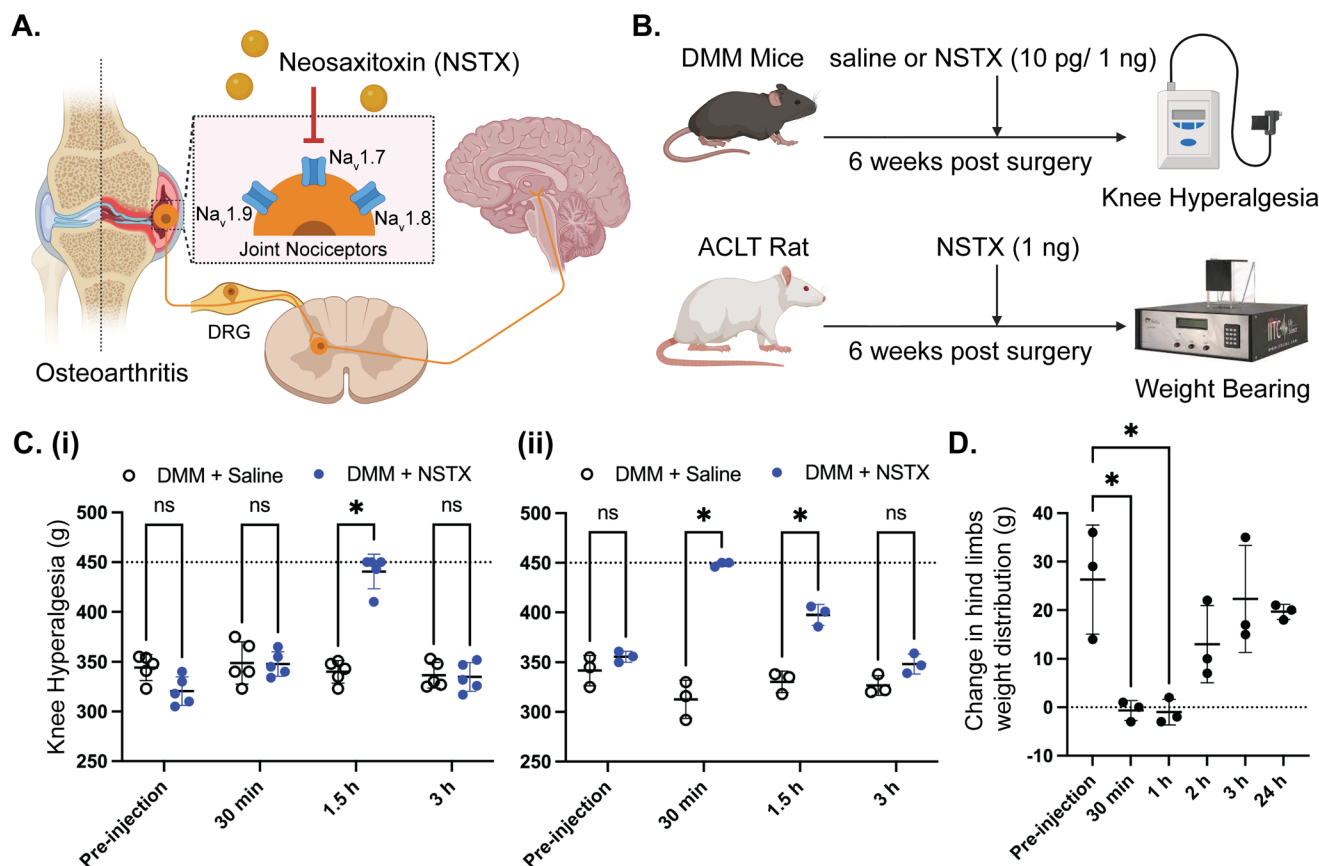 A.
Neosaxitoxin (NSTX)
Nav1.7
Nav1.9
Nav1.8
Joint Nociceptors
DRG
Osteoarthritis
B.
DMM Mice
saline or NSTX (10 pg/ 1 ng)
6 weeks post surgery
Knee Hyperalgesia
ACLT Rat
NSTX (1 ng)
6 weeks post surgery
IITC
Weight Bearing
C. (i)
DMM + Saline
DMM + NSTX
ns
ns
*
ns
Knee Hyperalgesia (g)
500
450
400
350
300
250
Pre-injection
30 min
1.5 h
3 h
(ii)
DMM + Saline
DMM + NSTX
ns
*
*
ns
500
450
400
350
300
250
Pre-injection
30 min
1.5 h
3 h
D.
*
*
Change in hind limbs
weight distribution (g)
40
30
20
10
0
-10
Pre-injection
30 min
1 h
2 h
3 h
24 h